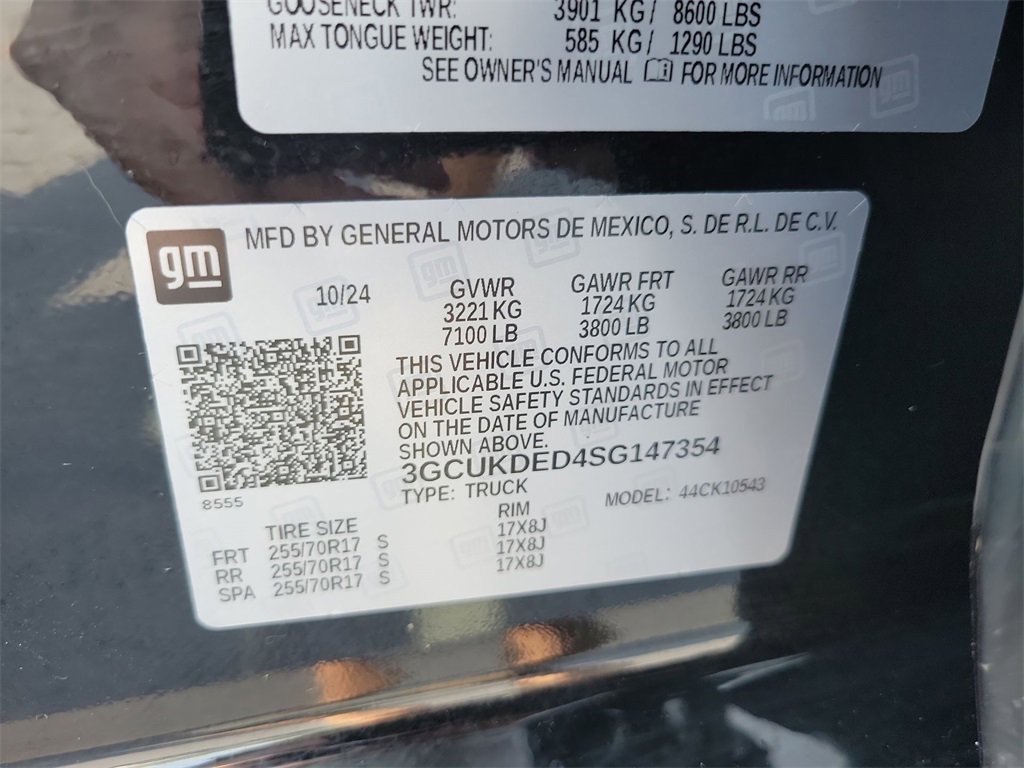 GOOSENECK TWR: 3901 KG/ 8600 LBS
MAX TONGUE WEIGHT: 585 KG/ 1290 LBS
SEE OWNER'S MANUAL FOR MORE INFORMATION
gm
MFD BY GENERAL MOTORS DE MEXICO, S. DE R.L. DE C.V.
10/24 GVWR GAWR FRT GAWR RR
3221 KG 1724 KG 1724 KG
7100 LB 3800 LB 3800 LB
THIS VEHICLE CONFORMS TO ALL
APPLICABLE U.S. FEDERAL MOTOR
VEHICLE SAFETY STANDARDS IN EFFECT
ON THE DATE OF MANUFACTURE
SHOWN ABOVE.
3GCUKDED4SG147354
8555
TYPE: TRUCK MODEL: 44CK10543
TIRE SIZE RIM
FRT 255/70R17 S 17X8J
RR 255/70R17 S 17X8J
SPA 255/70R17 S 17X8J